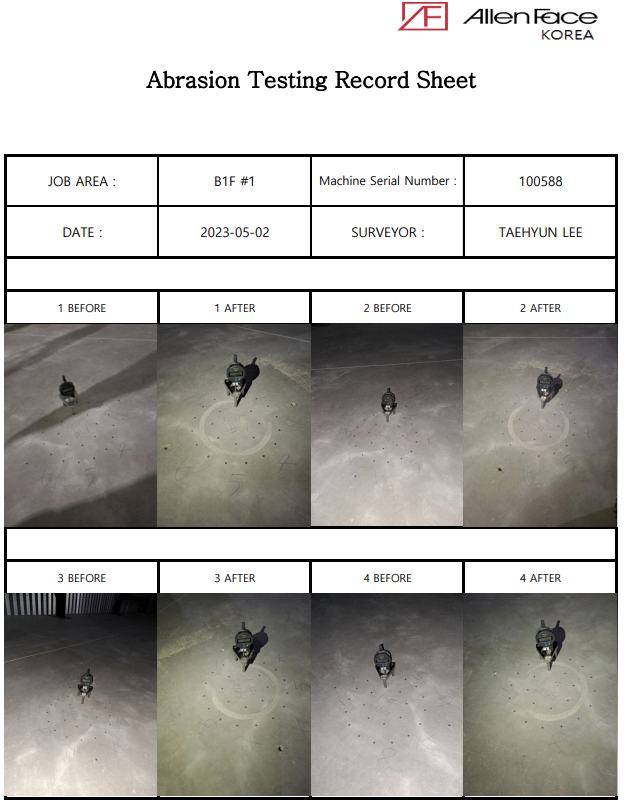 AF Allen Face
KOREA
Abrasion Testing Record Sheet
JOB AREA : B1F #1 Machine Serial Number : 100588
DATE : 2023-05-02 SURVEYOR : TAEHYUN LEE
1 BEFORE 1 AFTER 2 BEFORE 2 AFTER
3 BEFORE 3 AFTER 4 BEFORE 4 AFTER